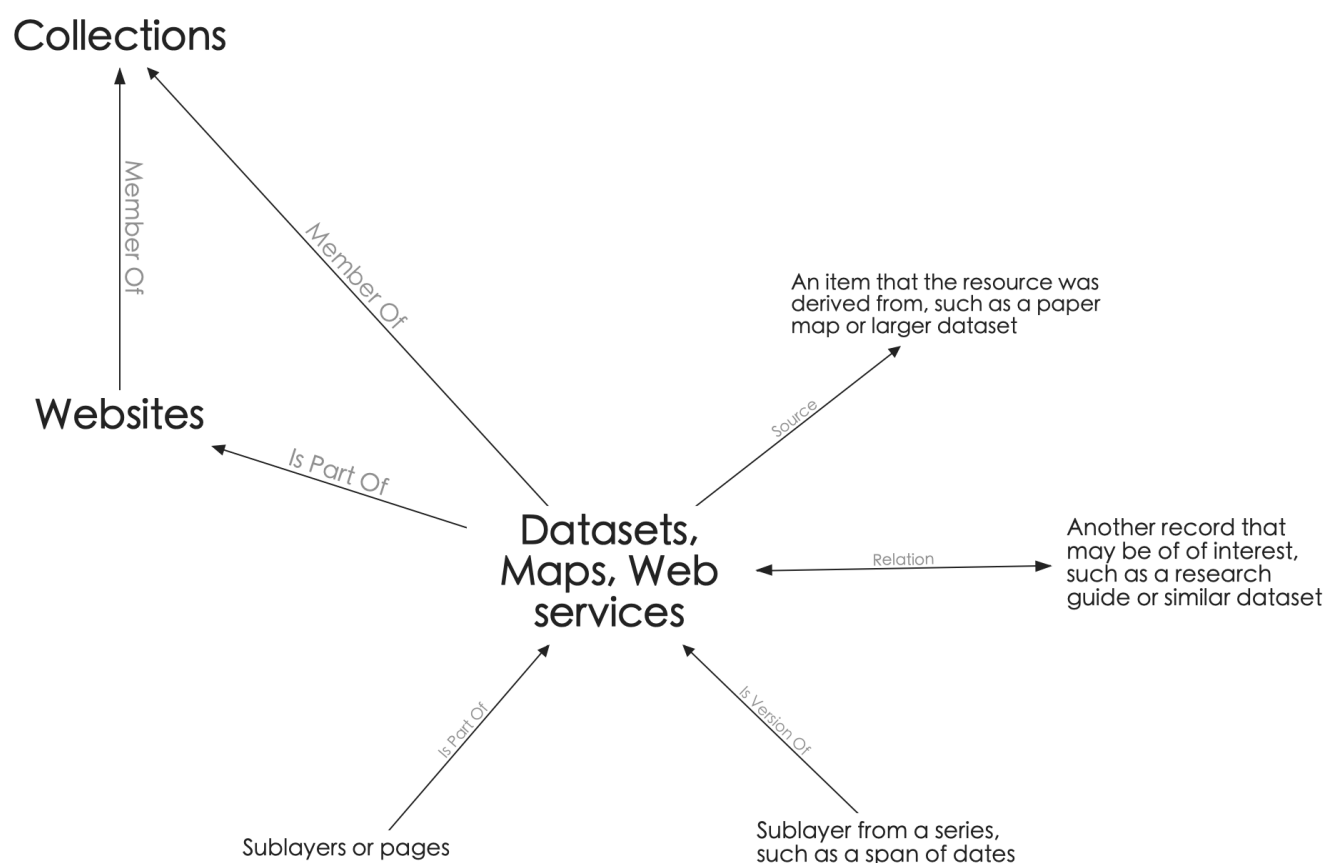 Collections
Member Of
Member Of
An item that the resource was
derived from, such as a paper
map or larger dataset
Source
Websites
Is Part Of
Datasets,
Maps, Web
services
Relation
Another record that
may be of of interest,
such as a research
guide or similar dataset
Is Part Of
Is Version Of
Sublayers or pages
Sublayer from a series,
such as a span of dates